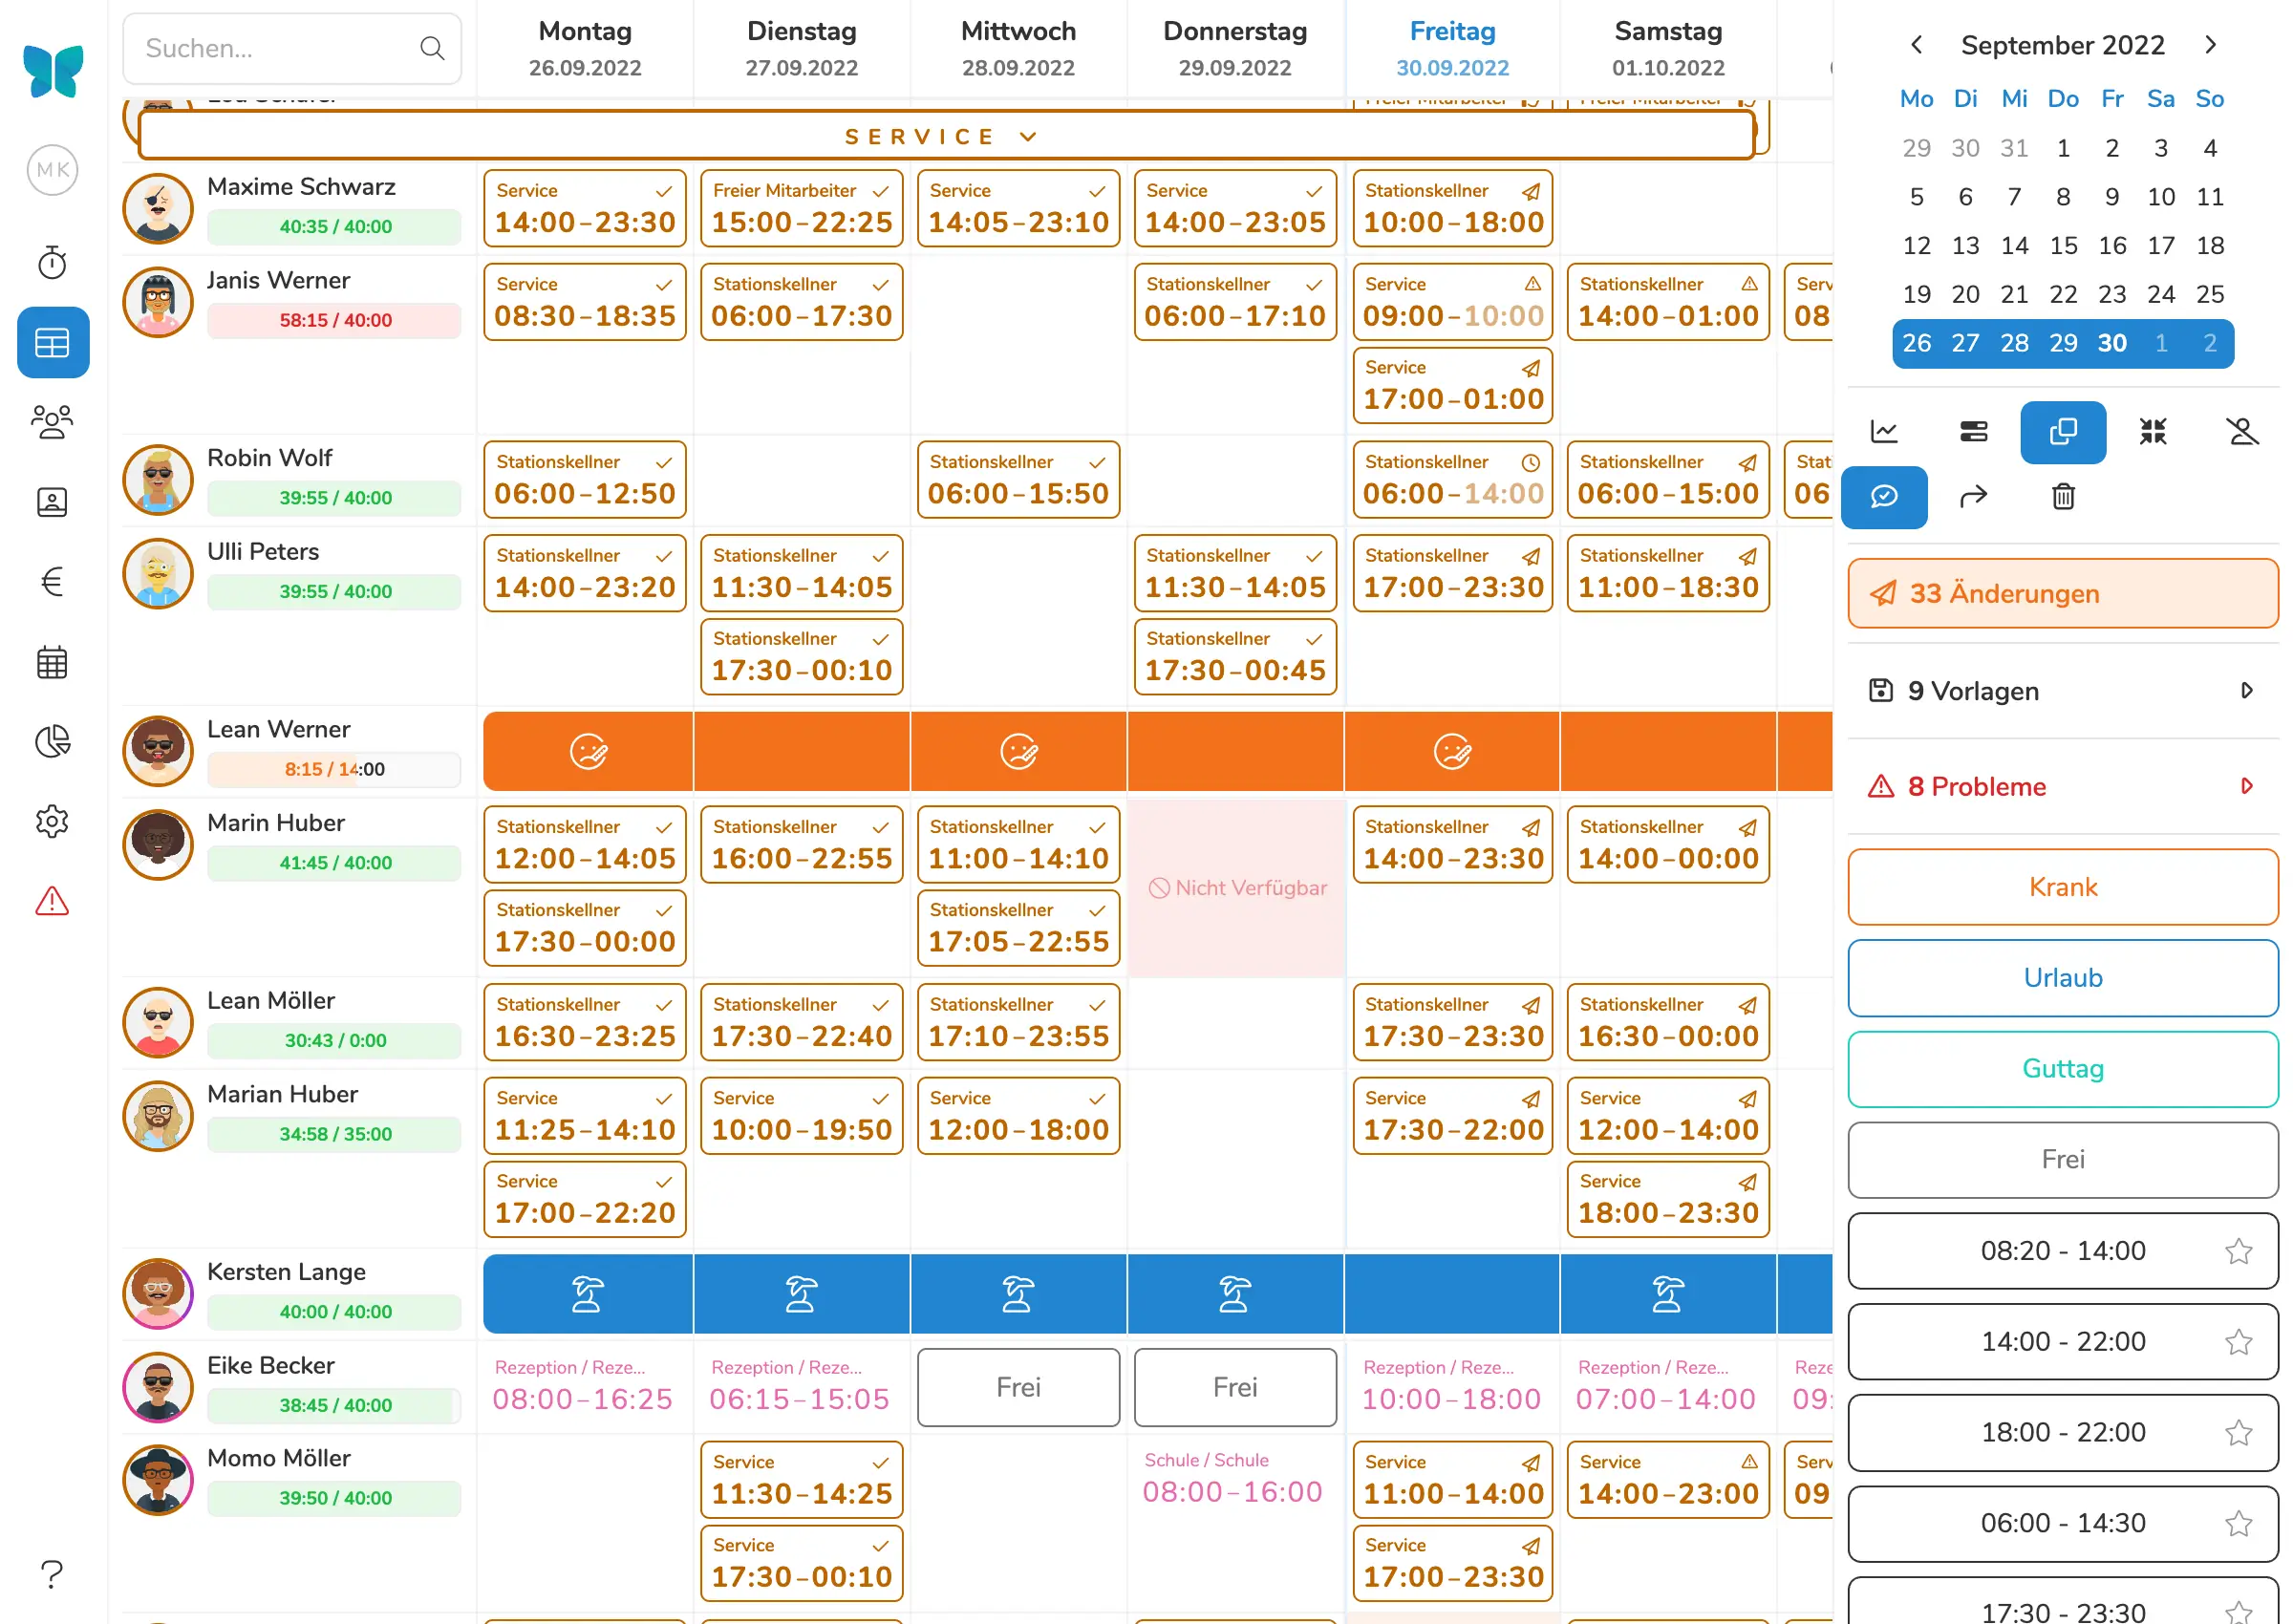 Suchen...
Montag
26.09.2022
Dienstag
27.09.2022
Mittwoch
28.09.2022
Donnerstag
29.09.2022
Freitag
30.09.2022
Samstag
01.10.2022
MK
SERVICE
Maxime Schwarz
40:35 / 40:00
Service
14:00–23:30
Freier Mitarbeiter
15:00–22:25
Service
14:05–23:10
Service
14:00–23:05
Stationskellner
10:00–18:00
Janis Werner
58:15 / 40:00
Service
08:30–18:35
Stationskellner
06:00–17:30
Stationskellner
06:00–17:10
Service
09:00–10:00
Stationskellner
14:00–01:00
08
Service
17:00–01:00
Robin Wolf
39:55 / 40:00
Stationskellner
06:00–12:50
Stationskellner
06:00–15:50
Stationskellner
06:00–14:00
Stationskellner
06:00–15:00
06
Ulli Peters
39:55 / 40:00
Stationskellner
14:00–23:20
Stationskellner
11:30–14:05
Stationskellner
11:30–14:05
Stationskellner
17:00–23:30
Stationskellner
11:00–18:30
Stationskellner
17:30–00:10
Stationskellner
17:30–00:45
Lean Werner
8:15 / 14:00
Marin Huber
41:45 / 40:00
Stationskellner
12:00–14:05
Stationskellner
16:00–22:55
Stationskellner
11:00–14:10
Nicht Verfügbar
Stationskellner
14:00–23:30
Stationskellner
14:00–00:00
Stationskellner
17:30–00:00
Stationskellner
17:05–22:55
Lean Möller
30:43 / 0:00
Stationskellner
16:30–23:25
Stationskellner
17:30–22:40
Stationskellner
17:10–23:55
Stationskellner
17:30–23:30
Stationskellner
16:30–00:00
Marian Huber
34:58 / 35:00
Service
11:25–14:10
Service
10:00–19:50
Service
12:00–18:00
Service
17:30–22:00
Service
12:00–14:00
Service
17:00–22:20
Service
18:00–23:30
Kersten Lange
40:00 / 40:00
Eike Becker
38:45 / 40:00
Rezeption / Reze...
08:00–16:25
Rezeption / Reze...
06:15–15:05
Frei
Frei
Rezeption / Reze...
10:00–18:00
Rezeption / Reze...
07:00–14:00
09:
Momo Möller
39:50 / 40:00
Service
11:30–14:25
Schule / Schule
08:00–16:00
Service
11:00–14:00
Service
14:00–23:00
09
Service
17:30–00:10
Service
17:00–23:30
September 2022
Mo Di Mi Do Fr Sa So
29 30 31 1 2 3 4
5 6 7 8 9 10 11
12 13 14 15 16 17 18
19 20 21 22 23 24 25
26 27 28 29 30 1 2
33 Änderungen
9 Vorlagen
8 Probleme
Krank
Urlaub
Guttag
Frei
08:20 - 14:00
14:00 - 22:00
18:00 - 22:00
06:00 - 14:30
17:30 - 23:30